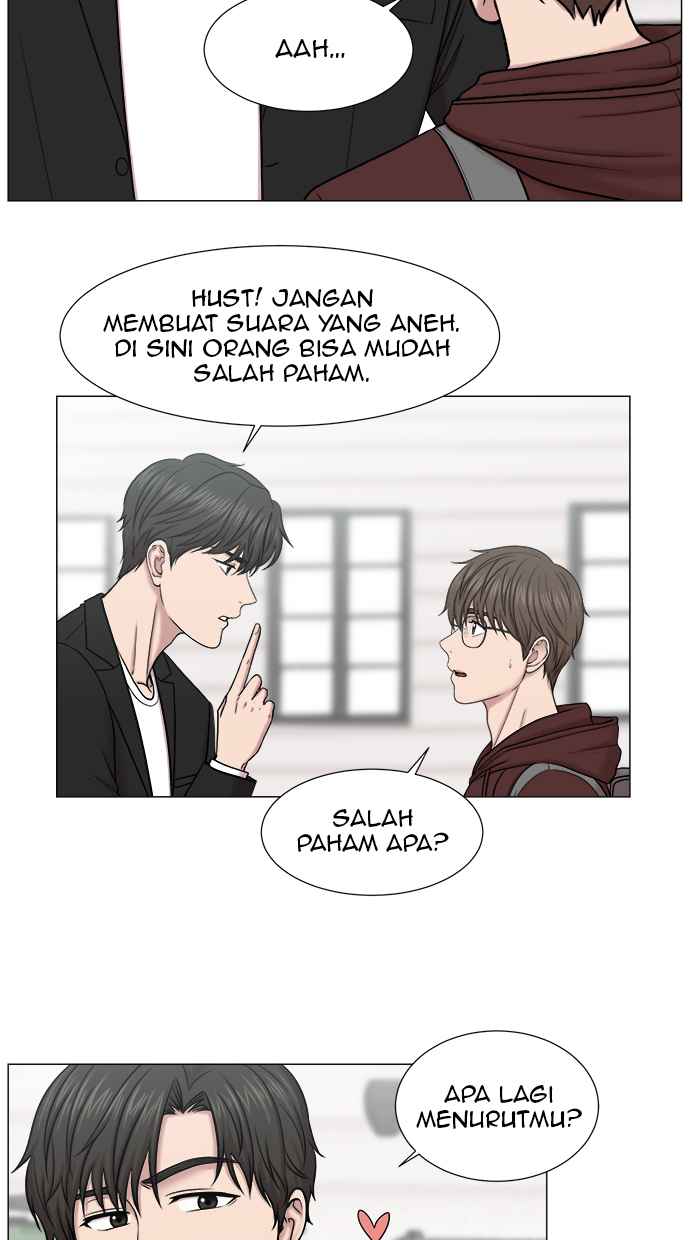 AAH...
HUST! JANGAN
MEMBUAT SUARA YANG ANEH.
DI SINI ORANG BISA MUDAH
SALAH PAHAM.
SALAH
PAHAM APA?
APA LAGI
MENURUTMU?